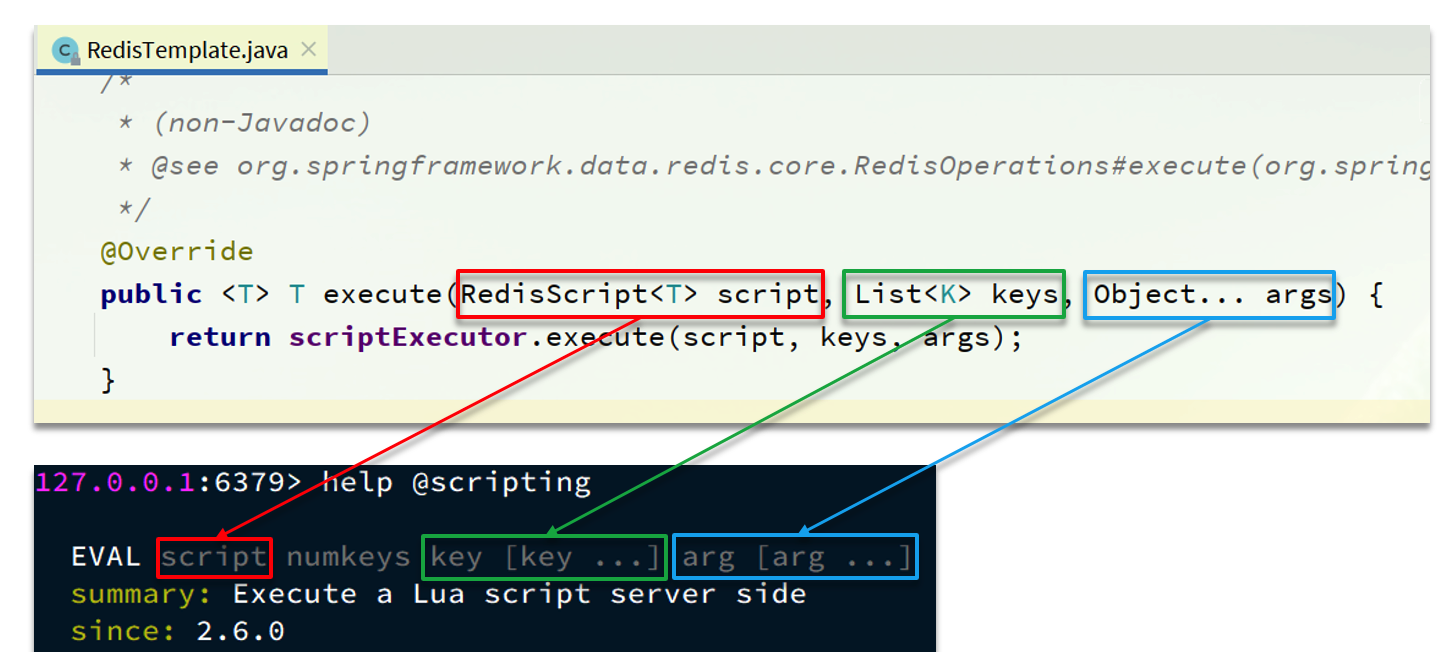 RedisTemplate.java
/*
* (non-Javadoc)
* @see org.springframework.data.redis.core.RedisOperations#execute(org.spring
*/
@Override
public <T> T execute(RedisScript<T> script, List<K> keys, Object... args) {
return scriptExecutor.execute(script, keys, args);
}
127.0.0.1:6379> help @scripting
EVAL script numkeys key [key ...] arg [arg ...]
summary: Execute a Lua script server side
since: 2.6.0